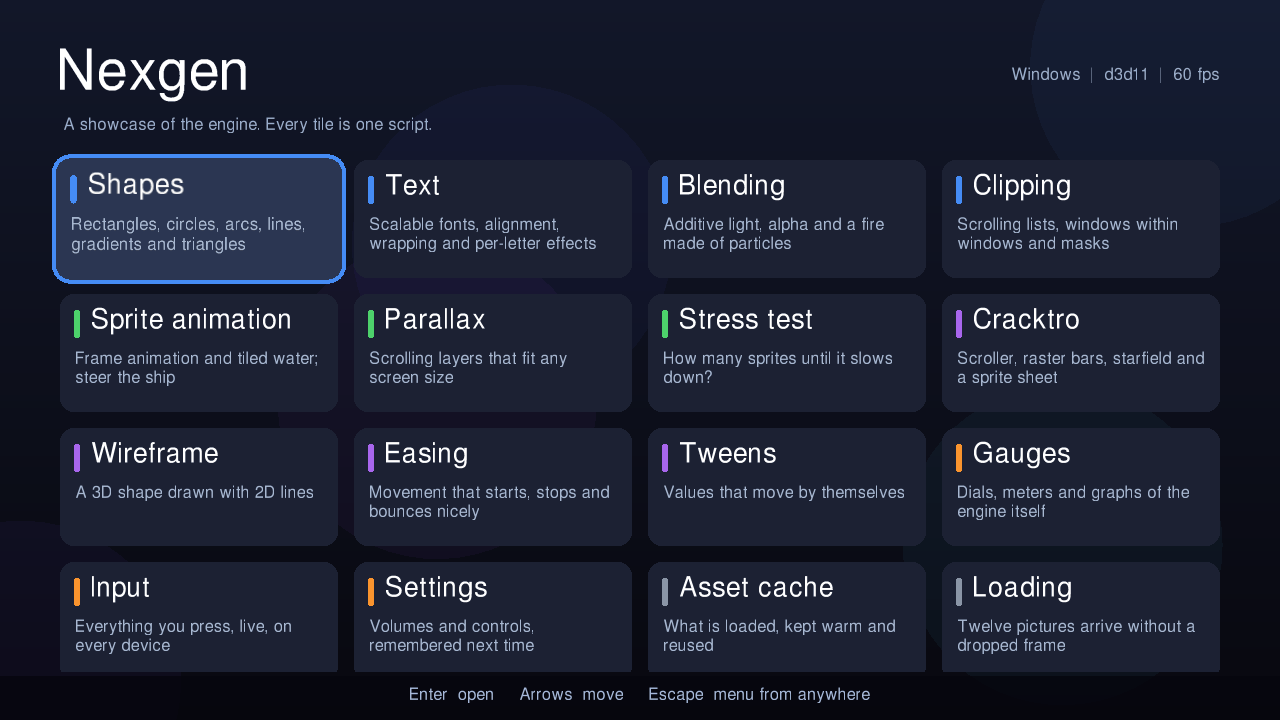 Nexgen
Windows | d3d11 | 60 fps
A showcase of the engine. Every tile is one script.
Shapes
Rectangles, circles, arcs, lines,
gradients and triangles
Text
Scalable fonts, alignment,
wrapping and per-letter effects
Blending
Additive light, alpha and a fire
made of particles
Clipping
Scrolling lists, windows within
windows and masks
Sprite animation
Frame animation and tiled water;
steer the ship
Parallax
Scrolling layers that fit any
screen size
Stress test
How many sprites until it slows
down?
Cracktro
Scroller, raster bars, starfield and
a sprite sheet
Wireframe
A 3D shape drawn with 2D lines
Easing
Movement that starts, stops and
bounces nicely
Tweens
Values that move by themselves
Gauges
Dials, meters and graphs of the
engine itself
Input
Everything you press, live, on
every device
Settings
Volumes and controls,
remembered next time
Asset cache
What is loaded, kept warm and
reused
Loading
Twelve pictures arrive without a
dropped frame
Enter open Arrows move Escape menu from anywhere